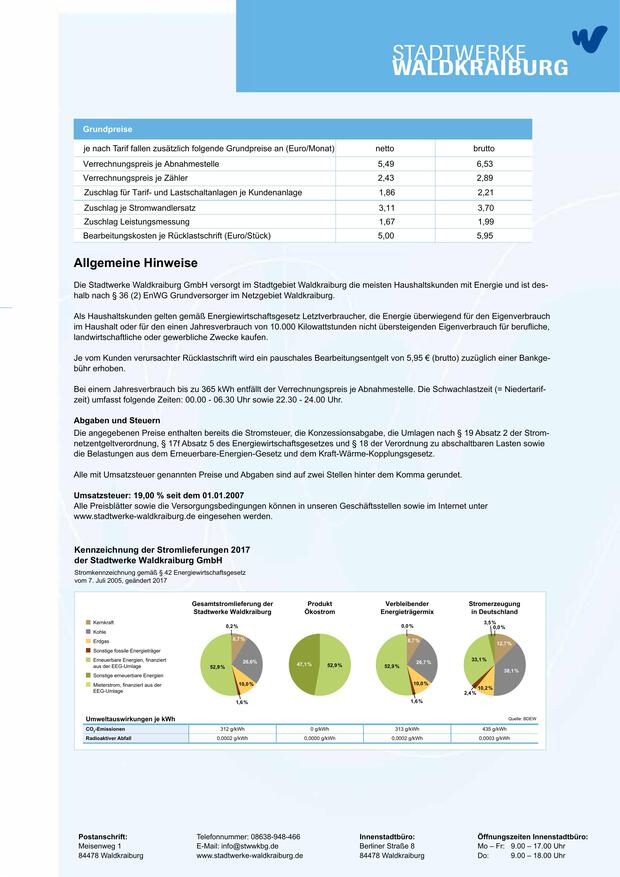 STADTWERKE
WALDKRAIBURG
Grundpreise
je nach Tarif fallen zusätzlich folgende Grundpreise an (Euro/Monat) netto brutto
Verrechnungspreis je Abnahmestelle 5,49 6,53
Verrechnungspreis je Zähler 2,43 2,89
Zuschlag für Tarif- und Lastschaltanlagen je Kundenanlage 1,86 2,21
Zuschlag je Stromwandlersatz 3,11 3,70
Zuschlag Leistungsmessung 1,67 1,99
Bearbeitungskosten je Rücklastschrift (Euro/Stück) 5,00 5,95
Allgemeine Hinweise
Die Stadtwerke Waldkraiburg GmbH versorgt im Stadtgebiet Waldkraiburg die meisten Haushaltskunden mit Energie und ist des-
halb nach § 36 (2) EnWG Grundversorger im Netzgebiet Waldkraiburg.
Als Haushaltskunden gelten gemäß Energiewirtschaftsgesetz Letztverbraucher, die Energie überwiegend für den Eigenverbrauch
im Haushalt oder für den einen Jahresverbrauch von 10.000 Kilowattstunden nicht übersteigenden Eigenverbrauch für berufliche,
landwirtschaftliche oder gewerbliche Zwecke kaufen.
Je vom Kunden verursachter Rücklastschrift wird ein pauschales Bearbeitungsentgelt von 5,95 € (brutto) zuzüglich einer Bankge-
bühr erhoben.
Bei einem Jahresverbrauch bis zu 365 kWh entfällt der Verrechnungspreis je Abnahmestelle. Die Schwachlastzeit (= Niedertarif-
zeit) umfasst folgende Zeiten: 00.00 - 06.30 Uhr sowie 22.30 - 24.00 Uhr.
Abgaben und Steuern
Die angegebenen Preise enthalten bereits die Stromsteuer, die Konzessionsabgabe, die Umlagen nach § 19 Absatz 2 der Strom-
netzentgeltverordnung, § 17f Absatz 5 des Energiewirtschaftsgesetzes und § 18 der Verordnung zu abschaltbaren Lasten sowie
die Belastungen aus dem Erneuerbare-Energien-Gesetz und dem Kraft-Wärme-Kopplungsgesetz.
Alle mit Umsatzsteuer genannten Preise und Abgaben sind auf zwei Stellen hinter dem Komma gerundet.
Umsatzsteuer: 19,00 % seit dem 01.01.2007
Alle Preisblätter sowie die Versorgungsbedingungen können in unseren Geschäftsstellen sowie im Internet unter
www.stadtwerke-waldkraiburg.de eingesehen werden.
Kennzeichnung der Stromlieferungen 2017
der Stadtwerke Waldkraiburg GmbH
Stromkennzeichnung gemäß § 42 Energiewirtschaftsgesetz
vom 7. Juli 2005, geändert 2017
Gesamtstromlieferung der Produkt Verbleibender Stromerzeugung
Stadtwerke Waldkraiburg Ökostrom Energieträgermix in Deutschland
Kernkraft
Kohle
Erdgas
Sonstige fossile Energieträger
Erneuerbare Energien, finanziert
aus der EEG-Umlage
Sonstige erneuerbare Energien
Mieterstrom, finanziert aus der
EEG-Umlage
0,2%
8,7%
26,6%
10,0%
1,6%
52,9%
47,1%
52,9%
0,0%
8,7%
26,7%
10,0%
1,6%
52,9%
3,5%
0,0%
12,7%
38,1%
10,2%
2,4%
33,1%
Umweltauswirkungen je kWh Quelle: BDEW
CO2-Emissionen 312 g/kWh 0 g/kWh 313 g/kWh 435 g/kWh
Radioaktiver Abfall 0,0002 g/kWh 0,0000 g/kWh 0,0002 g/kWh 0,0003 g/kWh
Postanschrift: Telefonnummer: 08638-948-466 Innenstadtbüro: Öffnungszeiten Innenstadtbüro:
Meisenweg 1 E-Mail: info@stwwkbg.de Berliner Straße 8 Mo – Fr: 9.00 – 17.00 Uhr
84478 Waldkraiburg www.stadtwerke-waldkraiburg.de 84478 Waldkraiburg Do: 9.00 – 18.00 Uhr